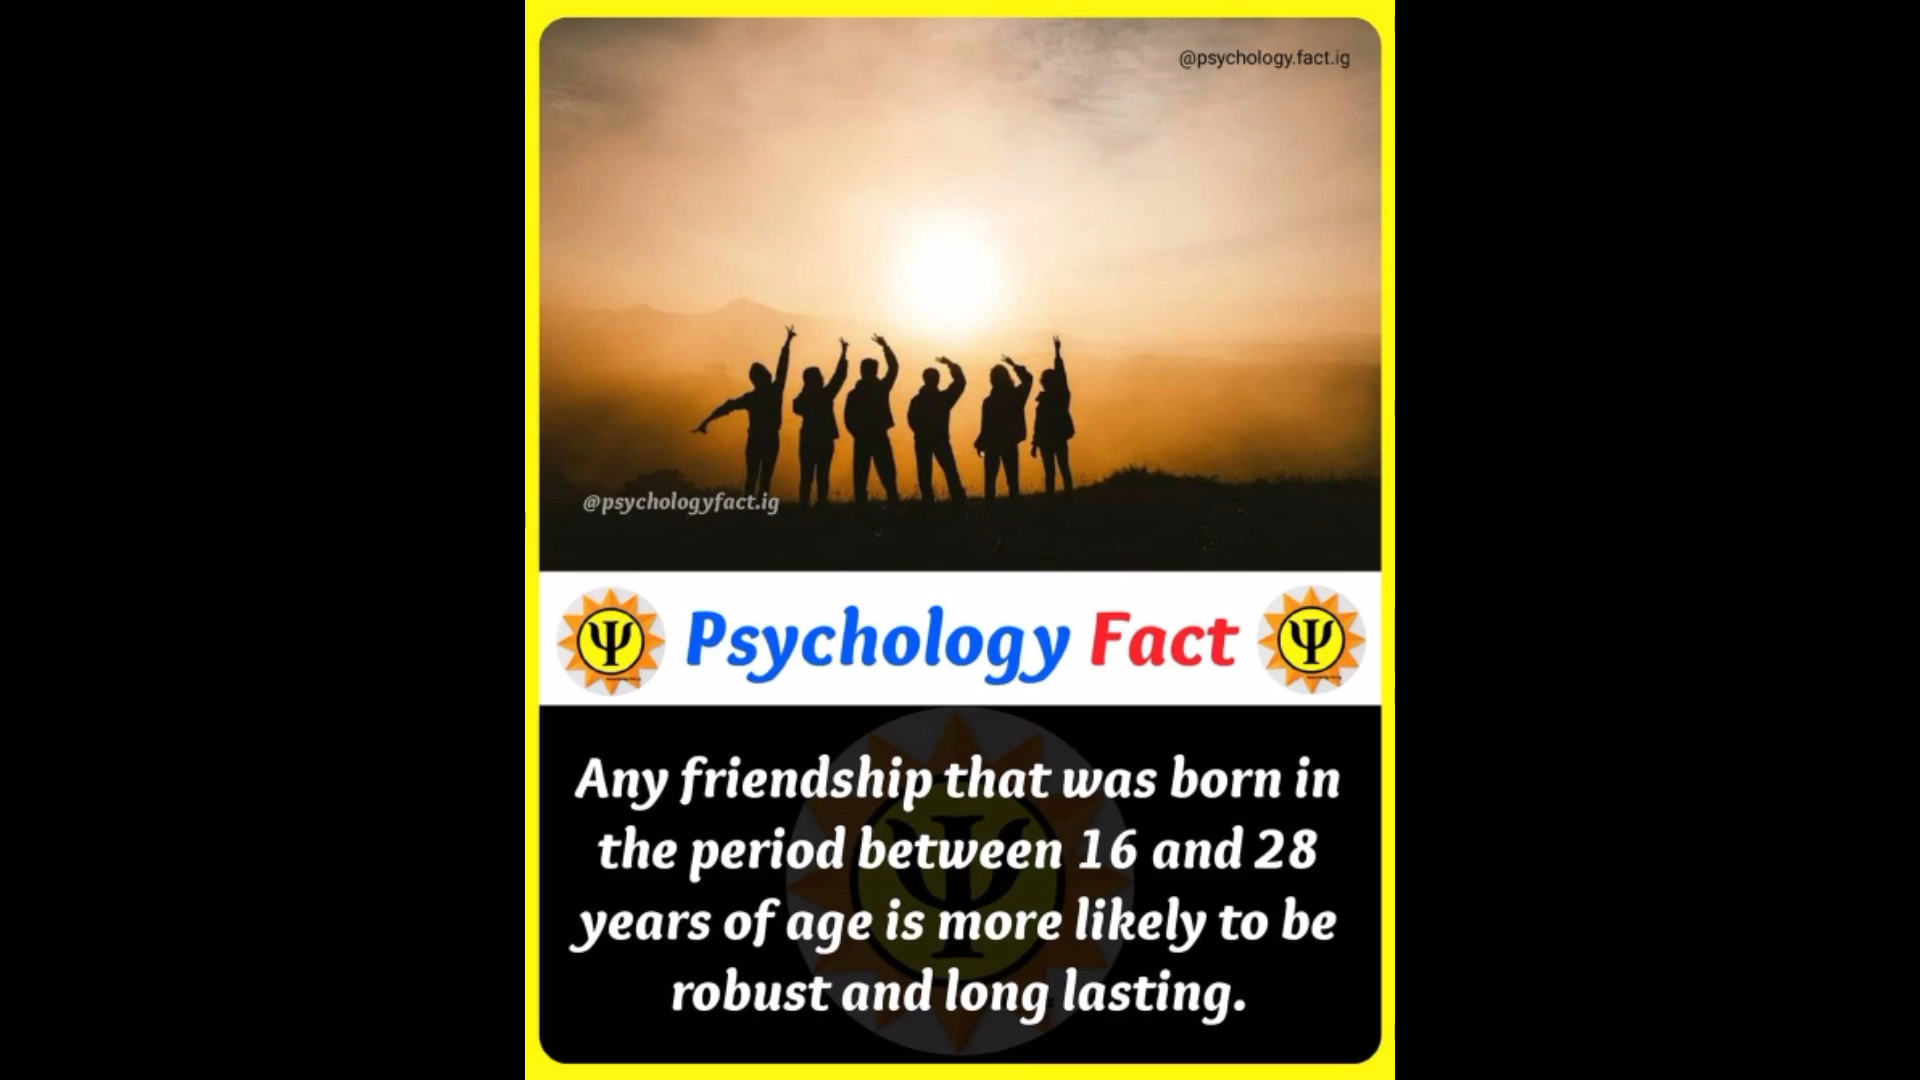 @psychology.fact.ig
@psychologyfact.ig
Psychology Fact
Any friendship that was born in
the period between 16 and 28
years of age is more likely to be
robust and long lasting.